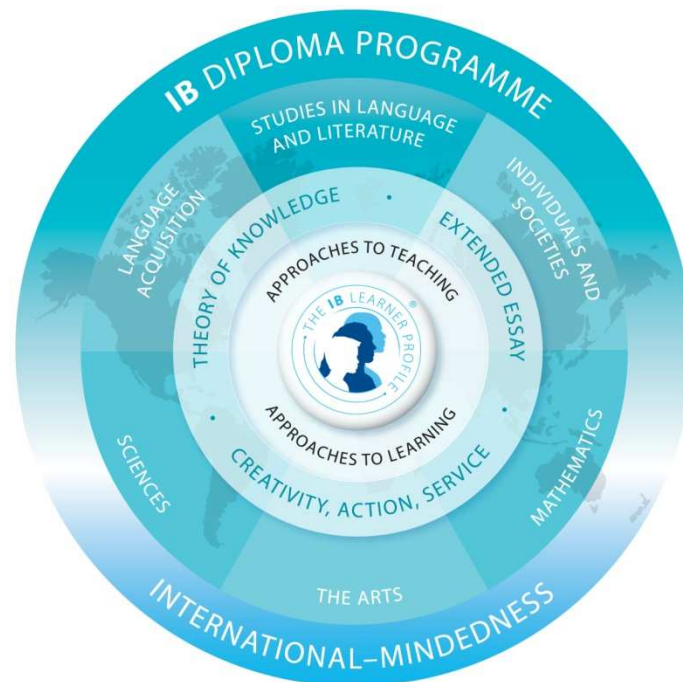 IB DIPLOMA PROGRAMME
STUDIES IN LANGUAGE
AND LITERATURE
LANGUAGE
ACQUISITION
INDIVIDUALS AND
SOCIETIES
THEORY OF KNOWLEDGE
EXTENDED ESSAY
APPROACHES TO TEACHING
THE IB LEARNER PROFILE ®
APPROACHES TO LEARNING
CREATIVITY, ACTION, SERVICE
SCIENCES
MATHEMATICS
THE ARTS
INTERNATIONAL–MINDEDNESS